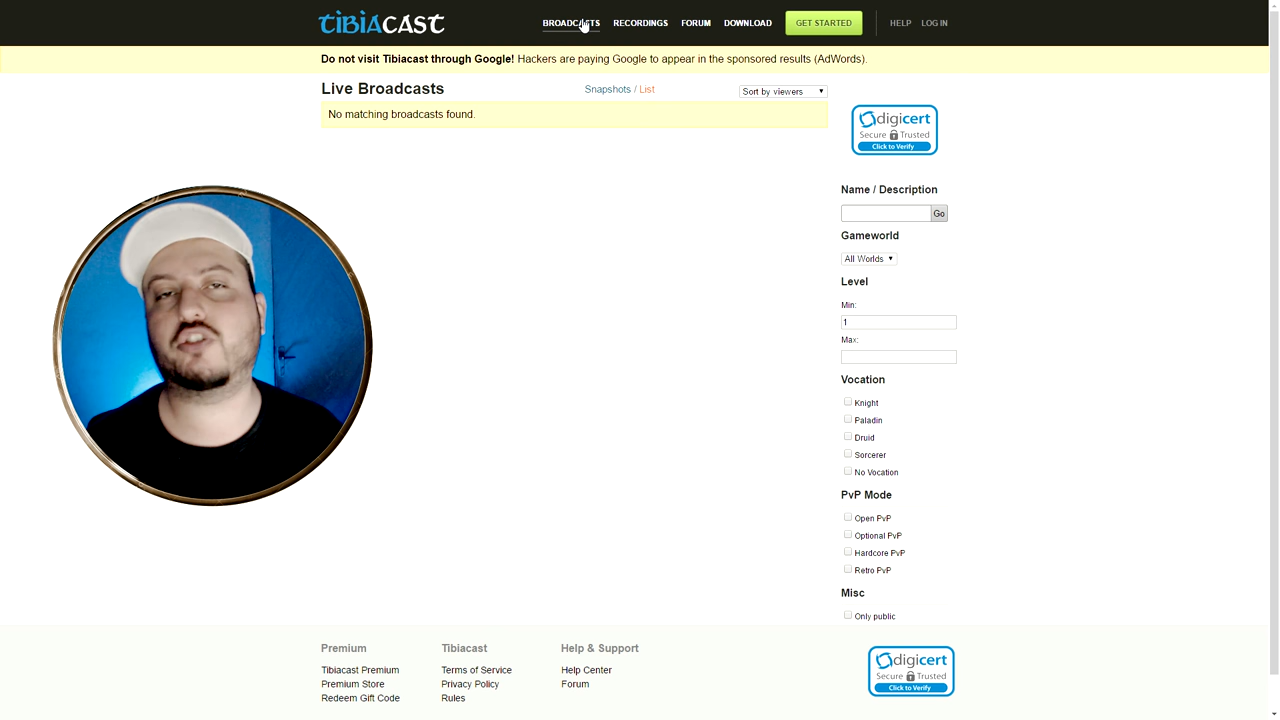 TIBIACAST
BROADCASTS RECORDINGS FORUM DOWNLOAD GET STARTED HELP LOG IN
Do not visit Tibiacast through Google! Hackers are paying Google to appear in the sponsored results (AdWords).
Live Broadcasts
Snapshots / List
Sort by viewers
No matching broadcasts found.
digicert
Secure Trusted
Click to Verify
Name / Description
Go
Gameworld
All Worlds
Level
Min:
1
Max:
Vocation
Knight
Paladin
Druid
Sorcerer
No Vocation
PvP Mode
Open PvP
Optional PvP
Hardcore PvP
Retro PvP
Misc
Only public
Premium
Tibiacast Premium
Premium Store
Redeem Gift Code
Tibiacast
Terms of Service
Privacy Policy
Rules
Help & Support
Help Center
Forum
digicert
Secure Trusted
Click to Verify